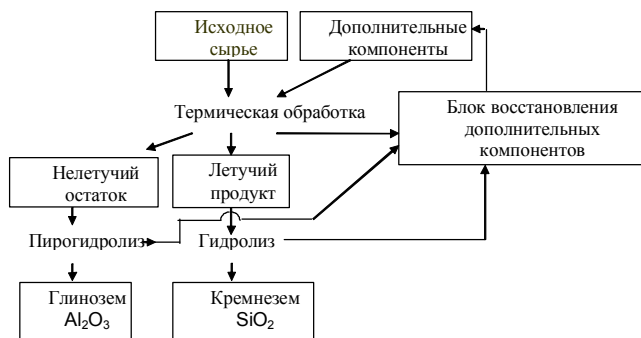 Исходное
сырье
Дополнительные
компоненты
Термическая обработка
Блок восстановления
дополнительных
компонентов
Нелетучий
остаток
Летучий
продукт
Пирогидролиз
Гидролиз
Глинозем
Al₂O₃
Кремнезем
SiO₂